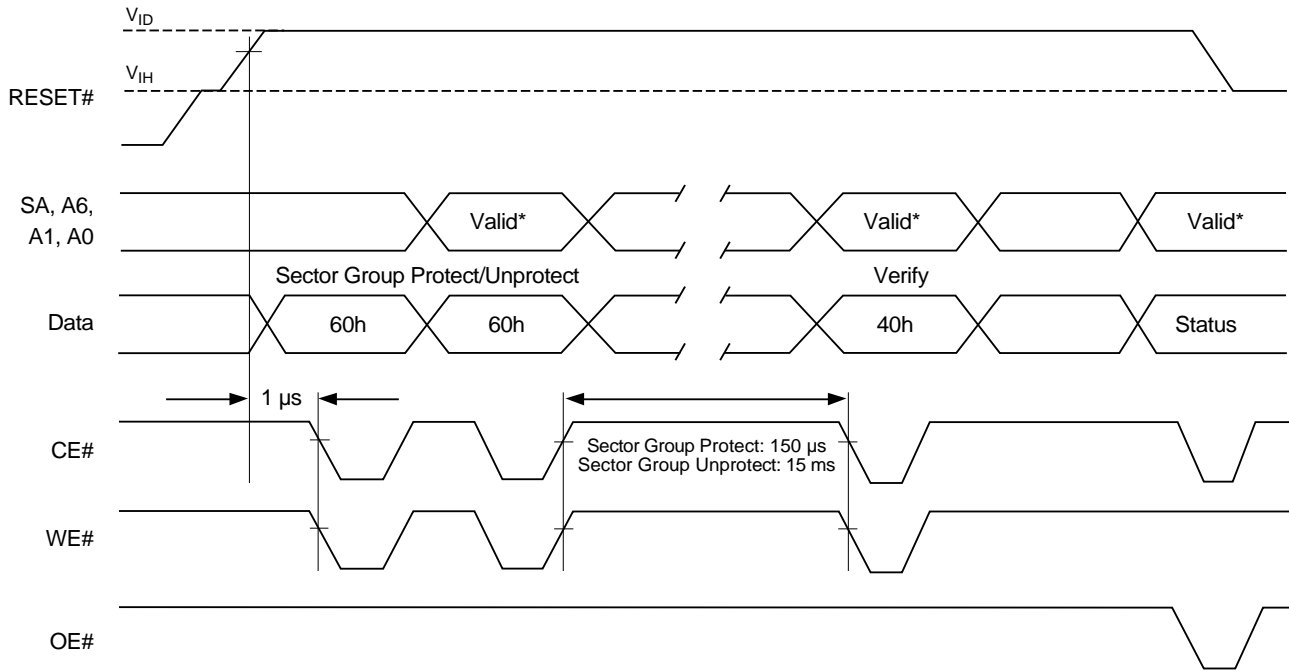 VID
VIH
RESET#
SA, A6,
A1, A0
Valid* Valid* Valid*
Sector Group Protect/Unprotect Verify
Data 60h 60h 40h Status
1 µs
CE#
Sector Group Protect: 150 µs
Sector Group Unprotect: 15 ms
WE#
OE#